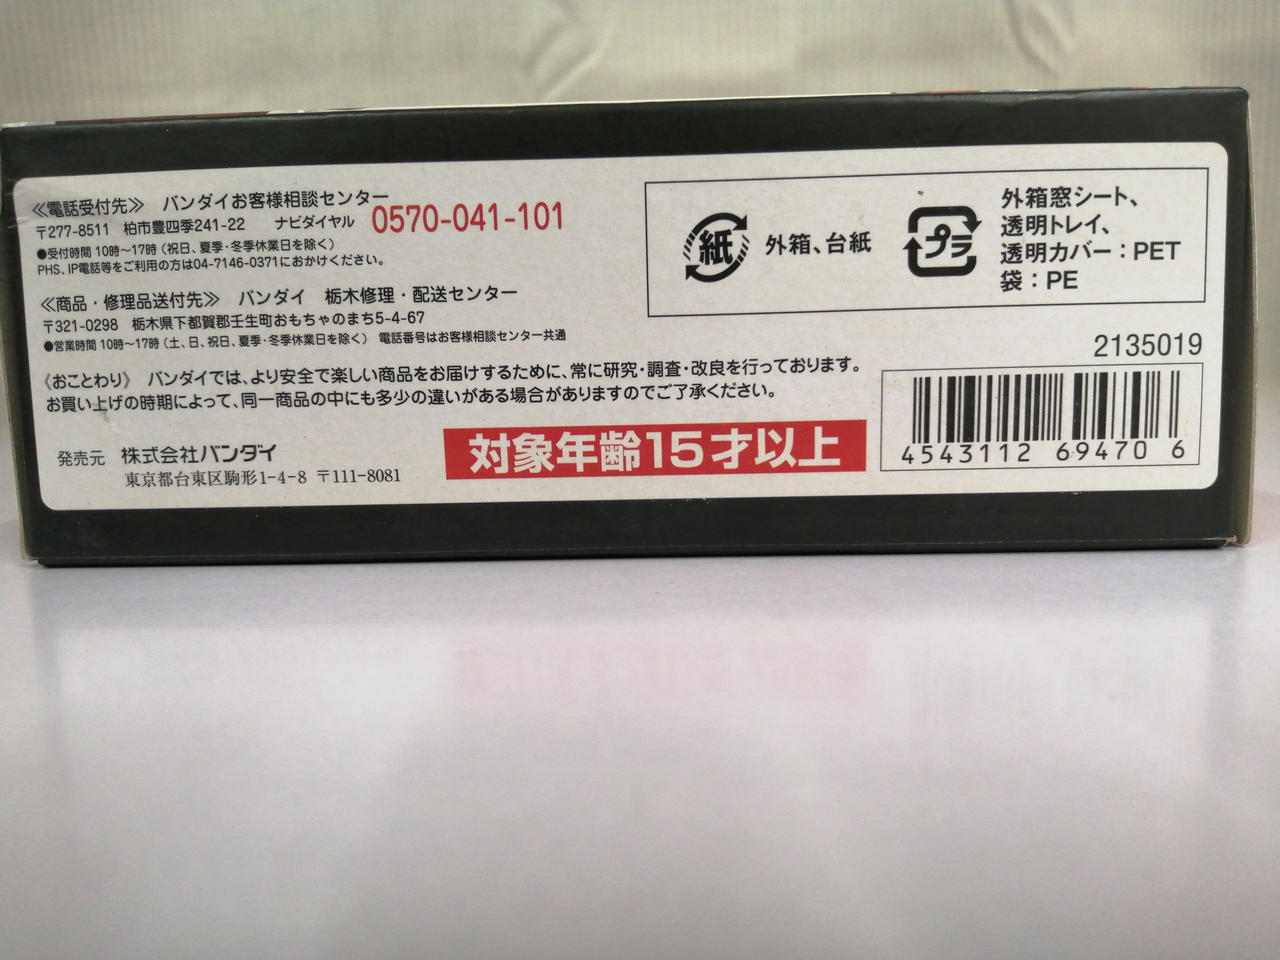 ≪電話受付先≫ バンダイお客様相談センター
〒277-8511 柏市豊四季241-22 ナビダイヤル 0570-041-101
●受付時間 10時〜17時 (祝日、夏季・冬季休業日を除く)
PHS、IP電話等をご利用の方は04-7146-0371におかけください。
≪商品・修理品送付先≫ バンダイ 栃木修理・配送センター
〒321-0298 栃木県下都賀郡壬生町おもちゃのまち5-4-67
●営業時間 10時〜17時 (土、日、祝日、夏季・冬季休業日を除く) 電話番号はお客様相談センター共通
《おことわり》 バンダイでは、より安全で楽しい商品をお届けするために、常に研究・調査・改良を行っております。
お買い上げの時期によって、同一商品の中にも多少の違いがある場合がありますのでご了承ください。
発売元 株式会社バンダイ
東京都台東区駒形1-4-8 〒111-8081
対象年齢15才以上
紙 外箱、台紙
プラ
外箱窓シート、
透明トレイ、
透明カバー：PET
袋：PE
2135019
4543112 694706